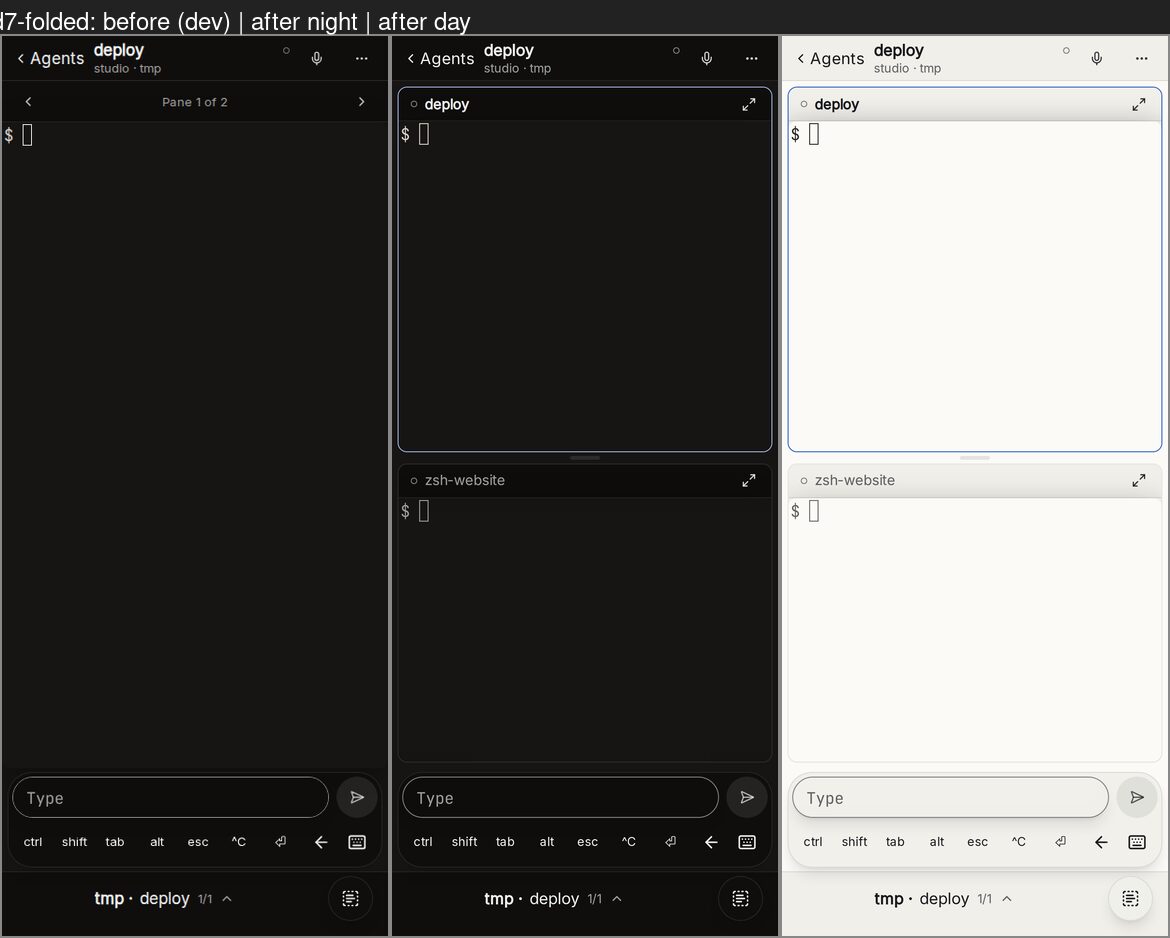 d7-folded: before (dev) | after night | after day
Agents deploy
studio · tmp
Pane 1 of 2
$
Type
ctrl shift tab alt esc ^C ⏎ ←
tmp · deploy 1/1
Agents deploy
studio · tmp
deploy
$
zsh-website
$
Type
ctrl shift tab alt esc ^C ⏎ ←
tmp · deploy 1/1
Agents deploy
studio · tmp
deploy
$
zsh-website
$
Type
ctrl shift tab alt esc ^C ⏎ ←
tmp · deploy 1/1